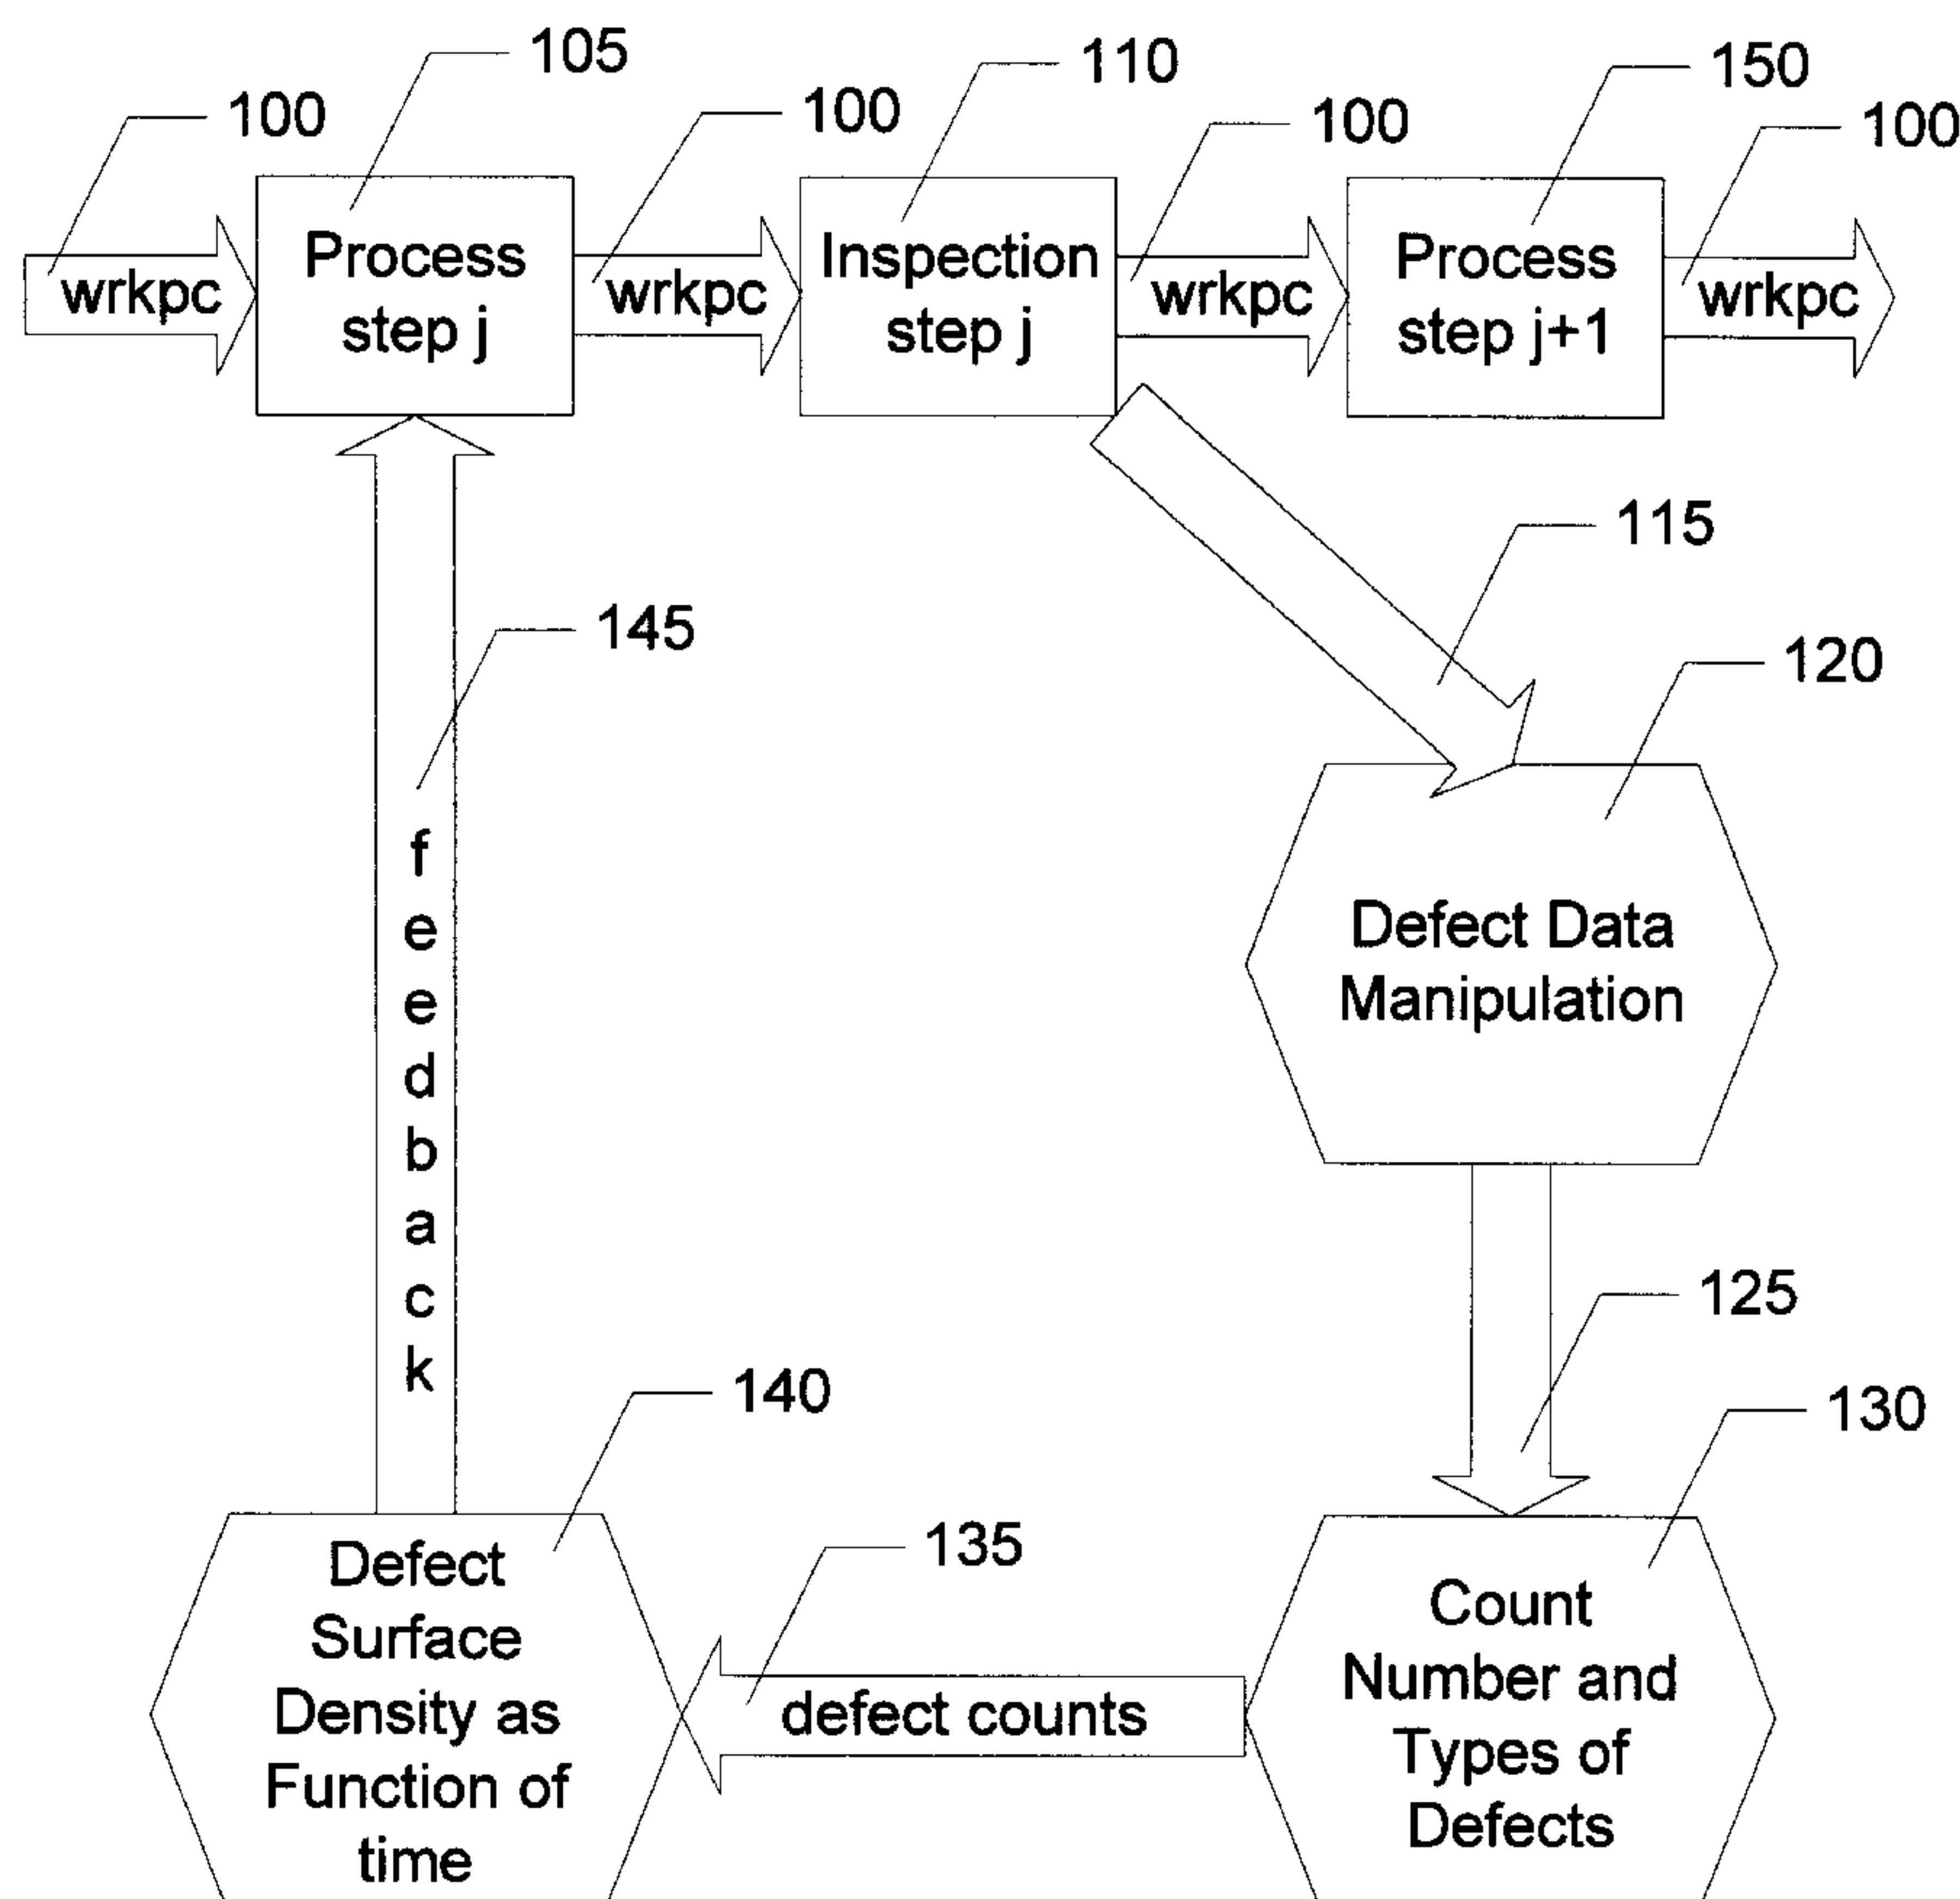 105
110
150
100
100
100
100
wrkpc
Process
step j
wrkpc
Inspection
step j
wrkpc
Process
step j+1
wrkpc
115
145
120
feedback
Defect Data
Manipulation
125
140
130
135
Defect
Surface
Density as
Function of
time
defect counts
Count
Number and
Types of
Defects